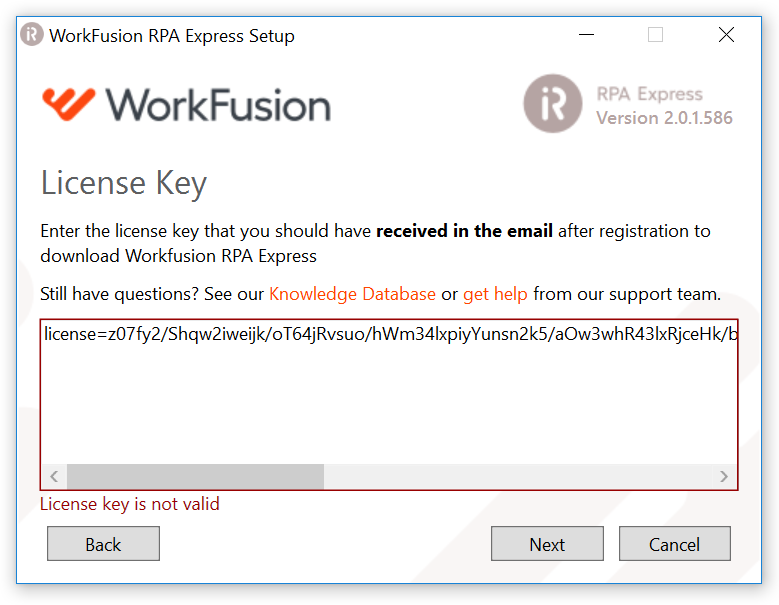 WorkFusion RPA Express Setup
WorkFusion
RPA Express
Version 2.0.1.586
License Key
Enter the license key that you should have received in the email after registration to
download Workfusion RPA Express
Still have questions? See our Knowledge Database or get help from our support team.
license=z07fy2/Shqw2iweijk/oT64jRvsuo/hWm34lxpiyYunsn2k5/aOw3whR43lxRjceHk/b
License key is not valid
Back
Next
Cancel